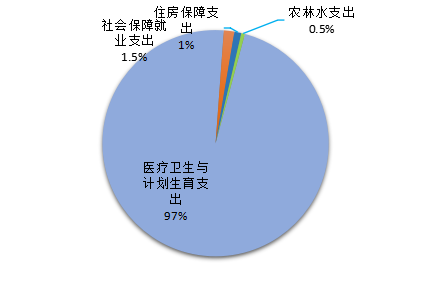 住房保障支
出
1%
农林水支出
0.5%
社会保障就
业支出
1.5%
医疗卫生与
计划生育支
出
97%